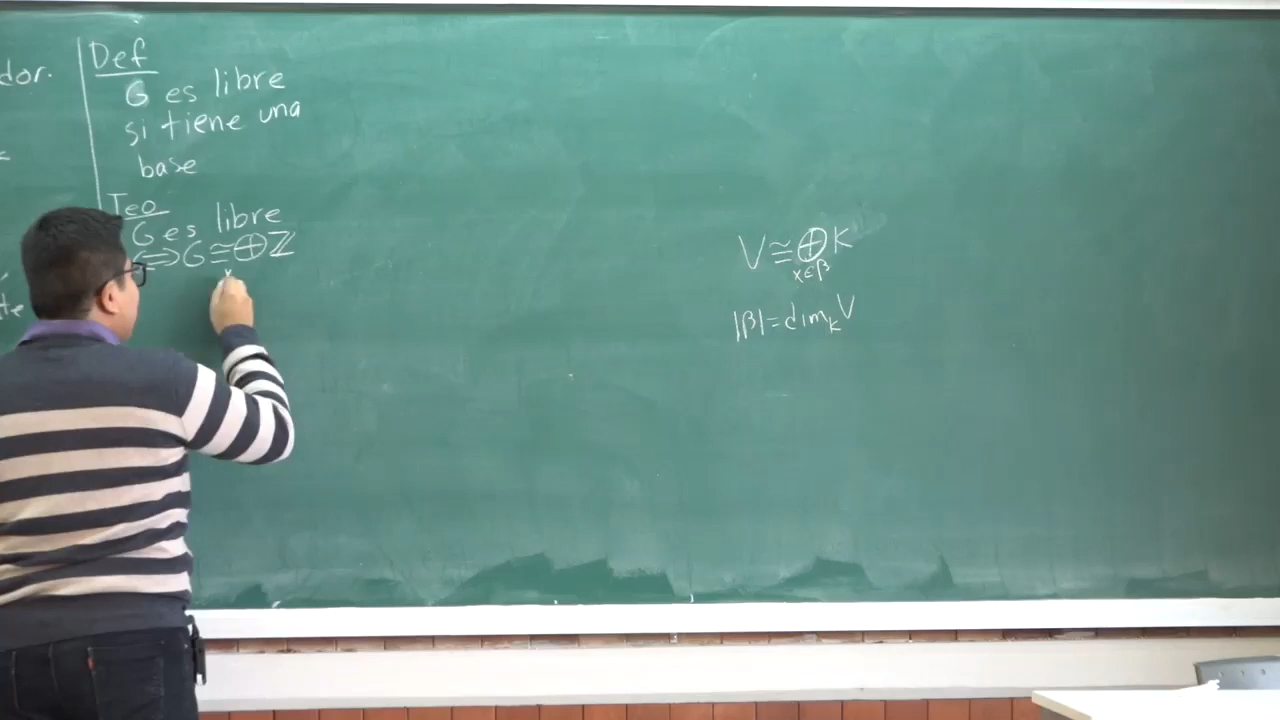 dor.
Def
G es libre
si tiene una
base
Teo
G es libre
⟺ G ≅ ⊕ ℤ
x
V ≅ ⊕ K
x∈β
|β| = dim_K V